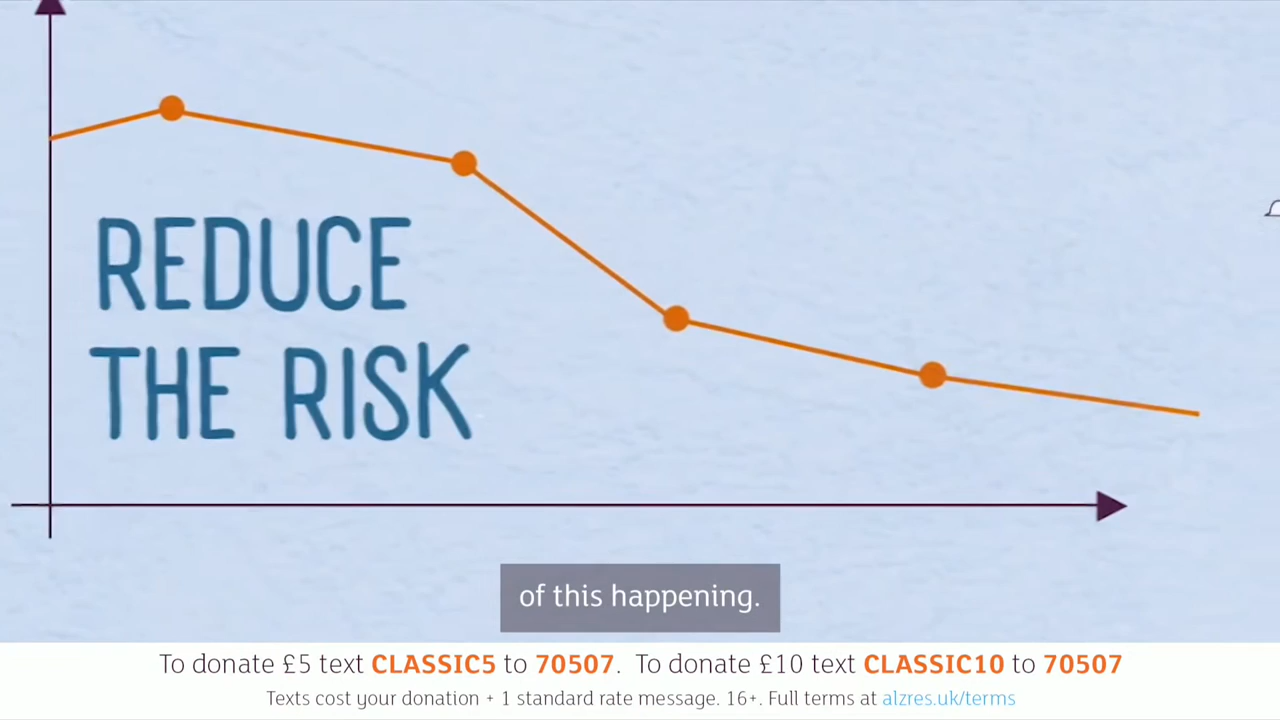 REDUCE
THE RISK
of this happening.
To donate £5 text CLASSIC5 to 70507. To donate £10 text CLASSIC10 to 70507
Texts cost your donation + 1 standard rate message. 16+. Full terms at alzres.uk/terms